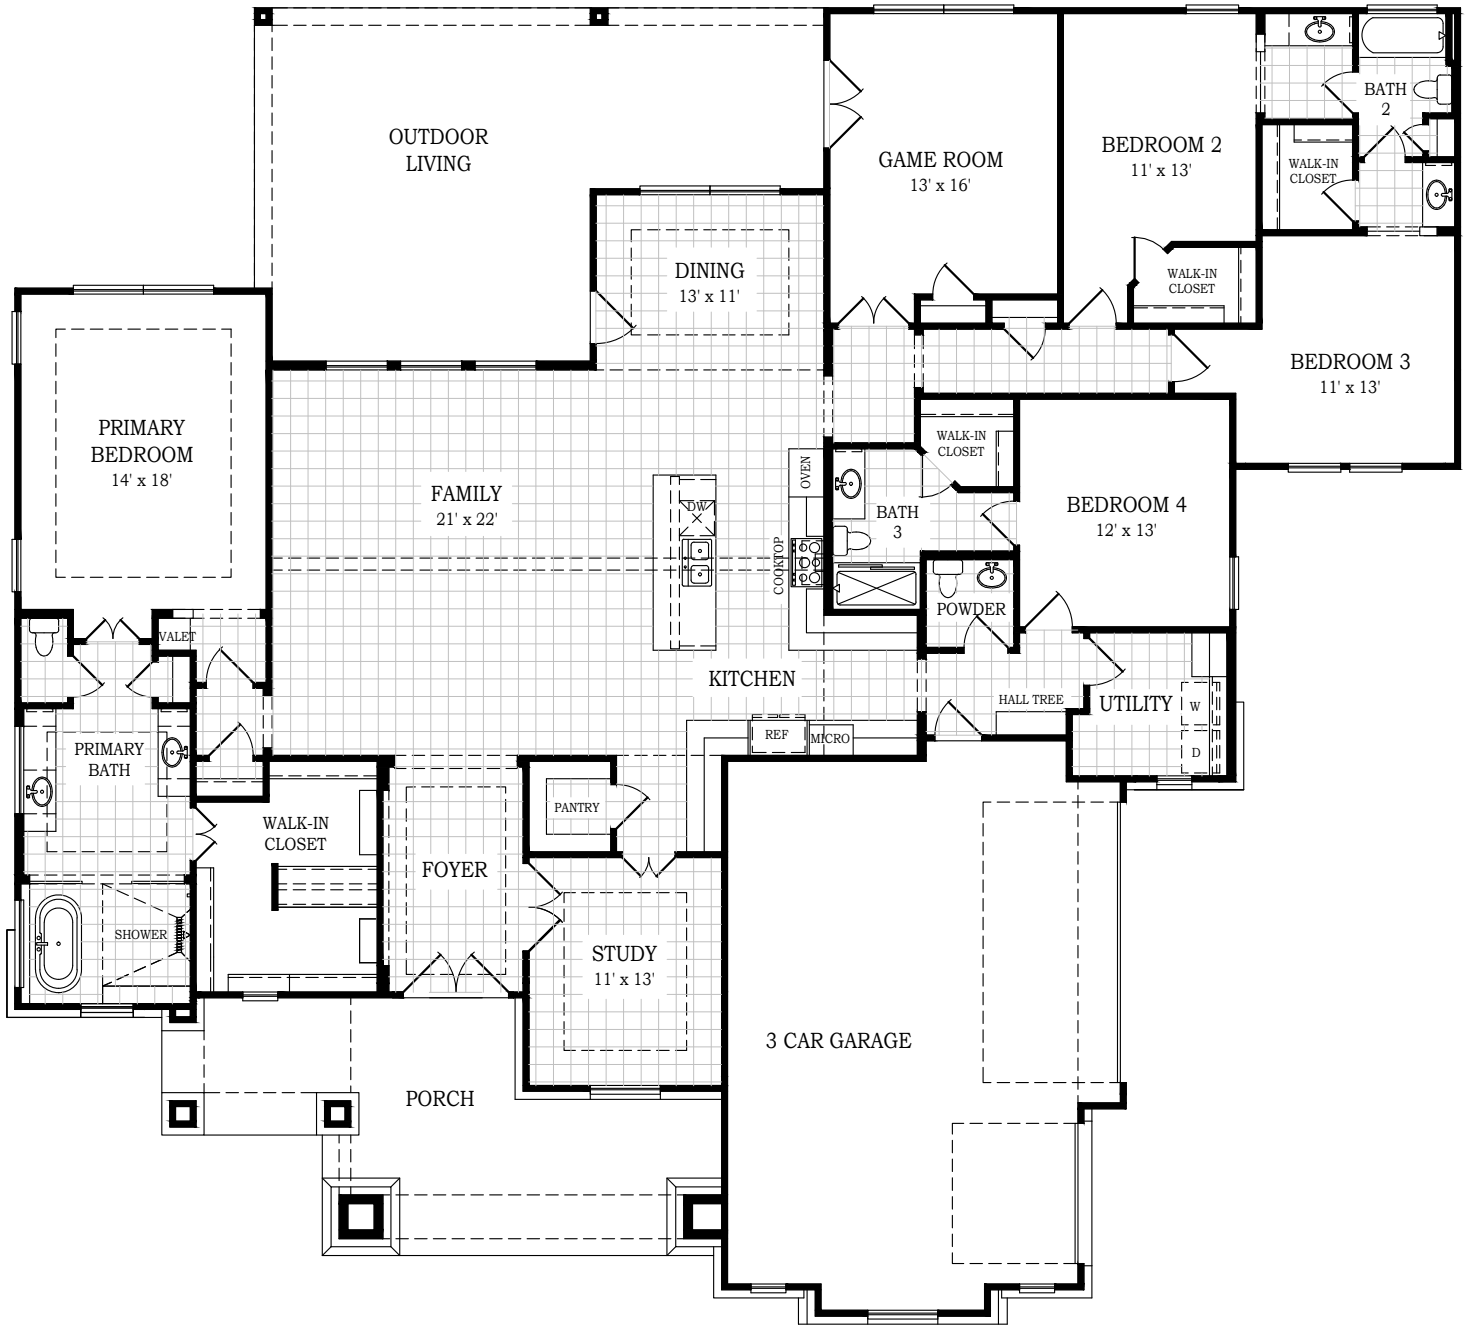 OUTDOOR
LIVING
GAME ROOM
13' x 16'
BEDROOM 2
11' x 13'
BATH
2
WALK-IN
CLOSET
DINING
13' x 11'
WALK-IN
CLOSET
BEDROOM 3
11' x 13'
PRIMARY
BEDROOM
14' x 18'
FAMILY
21' x 22'
DW
OVEN
COOKTOP
WALK-IN
CLOSET
BATH
3
BEDROOM 4
12' x 13'
POWDER
VALET
KITCHEN
HALL TREE
UTILITY
W
D
REF
MICRO
PRIMARY
BATH
WALK-IN
CLOSET
PANTRY
FOYER
SHOWER
STUDY
11' x 13'
3 CAR GARAGE
PORCH